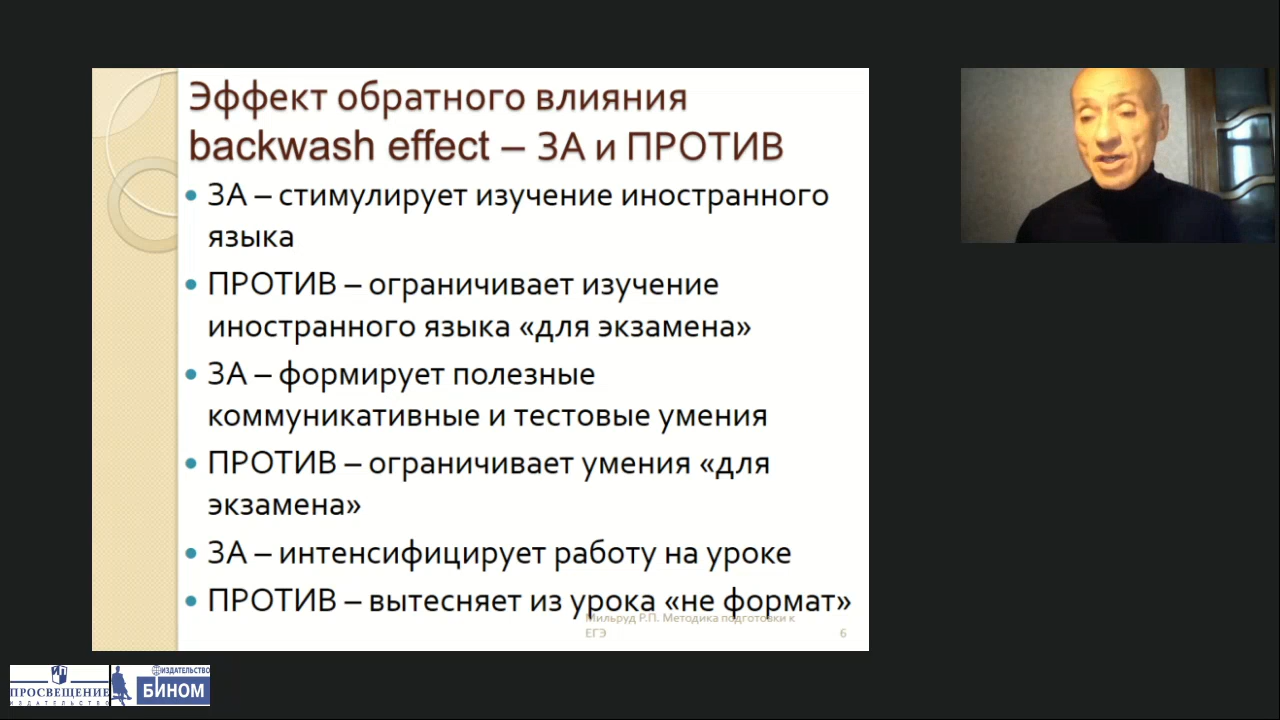 Эффект обратного влияния
backwash effect – ЗА и ПРОТИВ
• ЗА – стимулирует изучение иностранного
языка
• ПРОТИВ – ограничивает изучение
иностранного языка «для экзамена»
• ЗА – формирует полезные
коммуникативные и тестовые умения
• ПРОТИВ – ограничивает умения «для
экзамена»
• ЗА – интенсифицирует работу на уроке
• ПРОТИВ – вытесняет из урока «не формат»
Мильруд Р.П. Методика подготовки к
ЕГЭ
6
ПРОСВЕЩЕНИЕ
ИЗДАТЕЛЬСТВО
ИЗДАТЕЛЬСТВО
БИНОМ